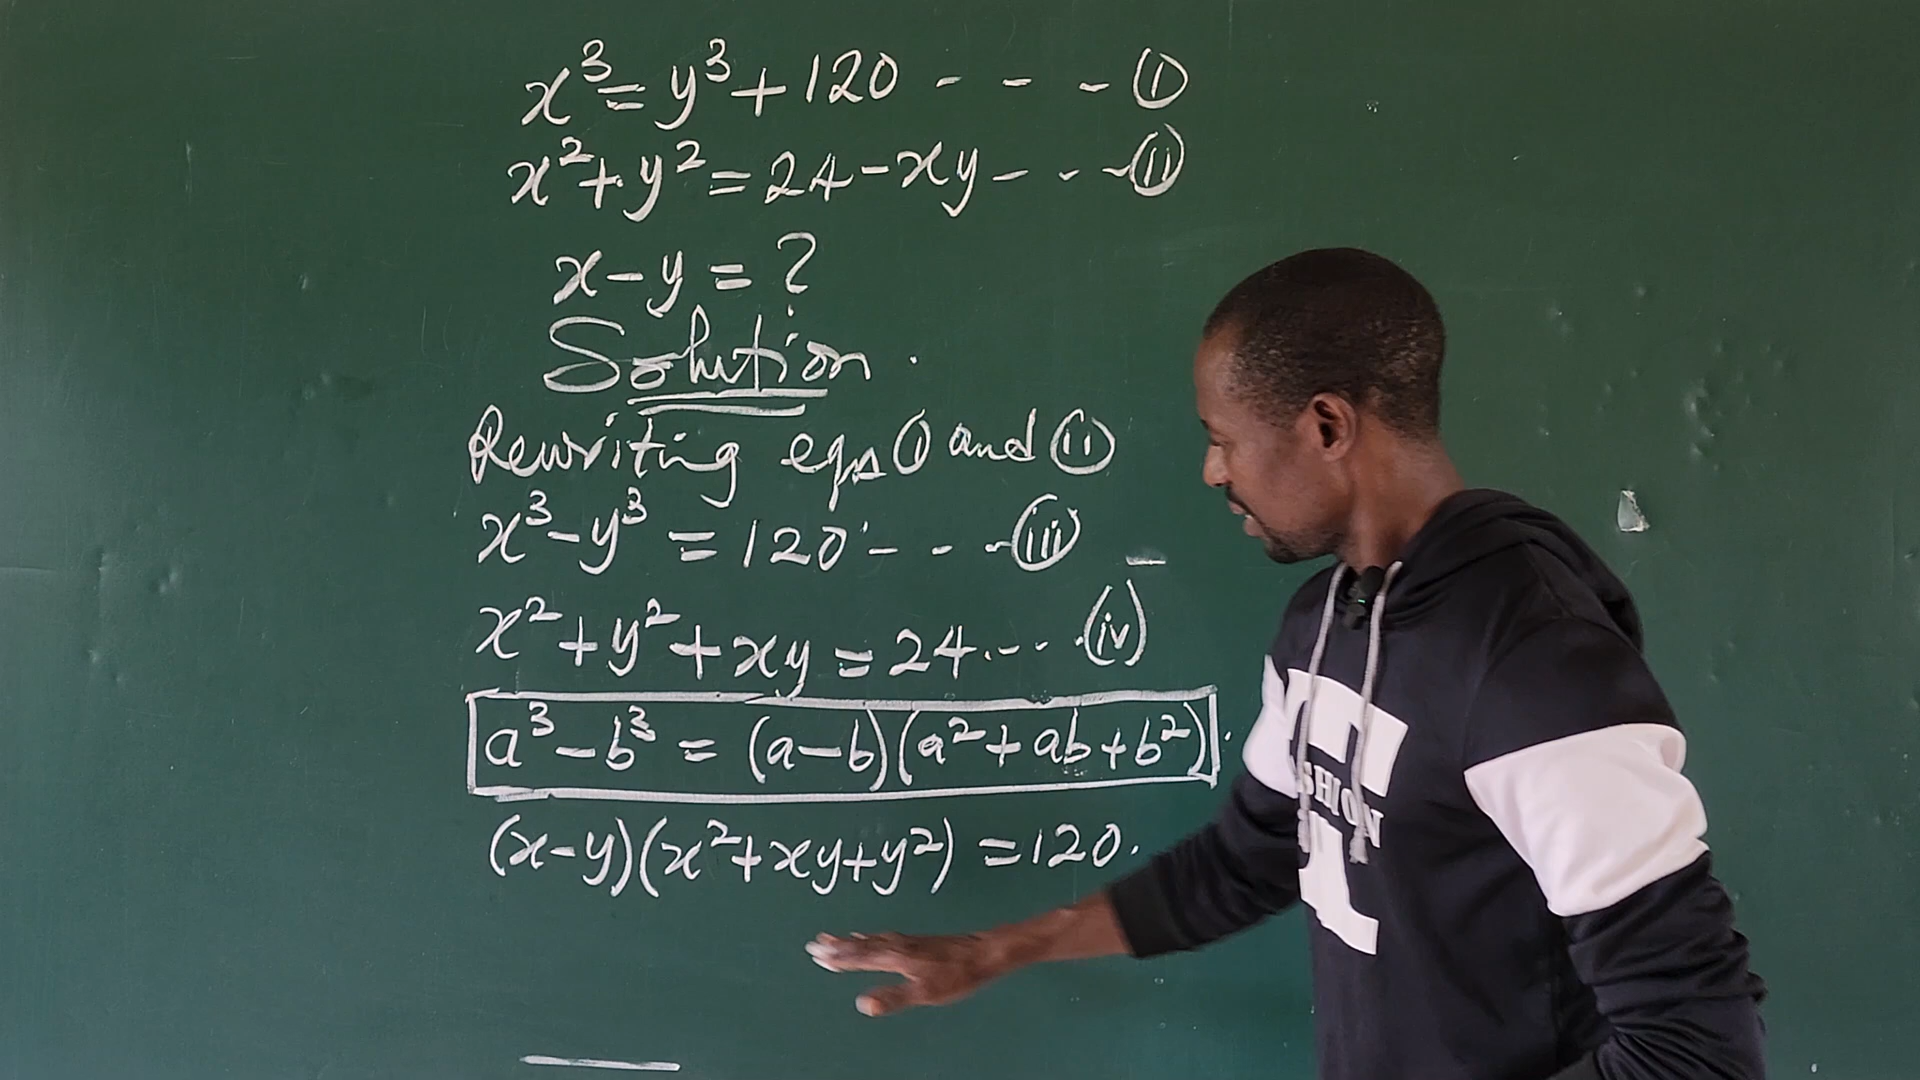 x³ = y³ + 120 - - - (i)
x² + y² = 24 - xy - - - (ii)
x - y = ?
Solution.
Rewriting eqns (i) and (ii)
x³ - y³ = 120 - - - (iii)
x² + y² + xy = 24 - - - (iv)
a³ - b³ = (a - b)(a² + ab + b²).
(x - y)(x² + xy + y²) = 120.